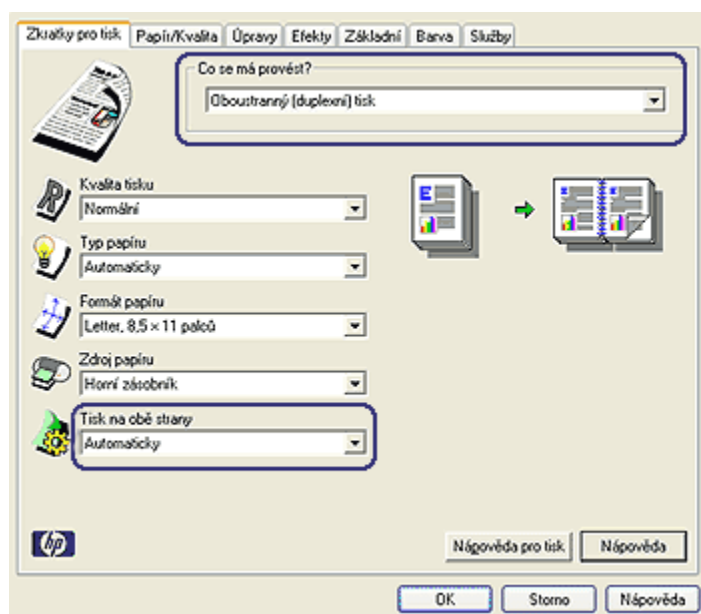 Zkratky pro tisk Papír/Kvalita Úpravy Efekty Základní Barva Služby
Co se má provést?
Oboustranný (duplexní) tisk
Kvalita tisku
Normální
Typ papíru
Automaticky
Formát papíru
Letter, 8,5 × 11 palců
Zdroj papíru
Horní zásobník
Tisk na obě strany
Automaticky
hp
Nápověda pro tisk Nápověda
OK Storno Nápověda